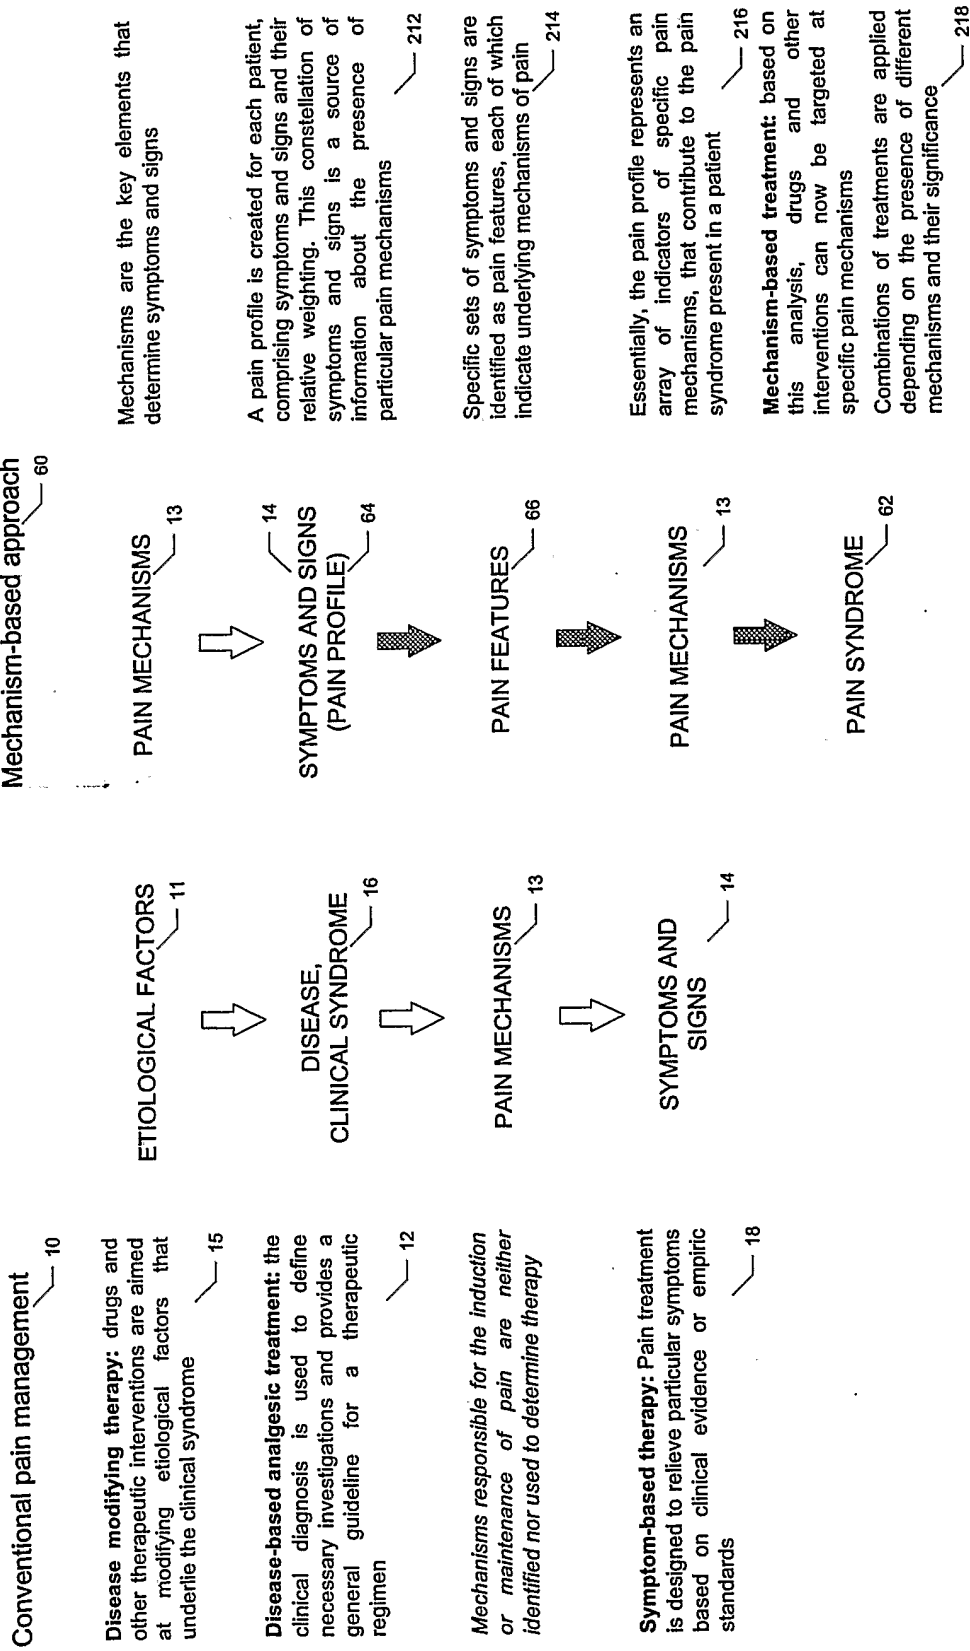 Conventional pain management
10
Disease modifying therapy: drugs and
other therapeutic interventions are aimed
at modifying etiological factors that
underlie the clinical syndrome
15
Disease-based analgesic treatment: the
clinical diagnosis is used to define
necessary investigations and provides a
general guideline for a therapeutic
regimen
12
Mechanisms responsible for the induction
or maintenance of pain are neither
identified nor used to determine therapy
Symptom-based therapy: Pain treatment
is designed to relieve particular symptoms
based on clinical evidence or empiric
standards
18
ETIOLOGICAL FACTORS
11
DISEASE,
CLINICAL SYNDROME
16
PAIN MECHANISMS
13
SYMPTOMS AND
SIGNS
14
Mechanism-based approach
60
PAIN MECHANISMS
13
14
SYMPTOMS AND SIGNS
(PAIN PROFILE)
64
PAIN FEATURES
66
PAIN MECHANISMS
13
PAIN SYNDROME
62
Mechanisms are the key elements that
determine symptoms and signs
A pain profile is created for each patient,
comprising symptoms and signs and their
relative weighting. This constellation of
symptoms and signs is a source of
information about the presence of
particular pain mechanisms
212
Specific sets of symptoms and signs are
identified as pain features, each of which
indicate underlying mechanisms of pain
214
Essentially, the pain profile represents an
array of indicators of specific pain
mechanisms, that contribute to the pain
syndrome present in a patient
216
Mechanism-based treatment: based on
this analysis, drugs and other
interventions can now be targeted at
specific pain mechanisms
Combinations of treatments are applied
depending on the presence of different
mechanisms and their significance
218